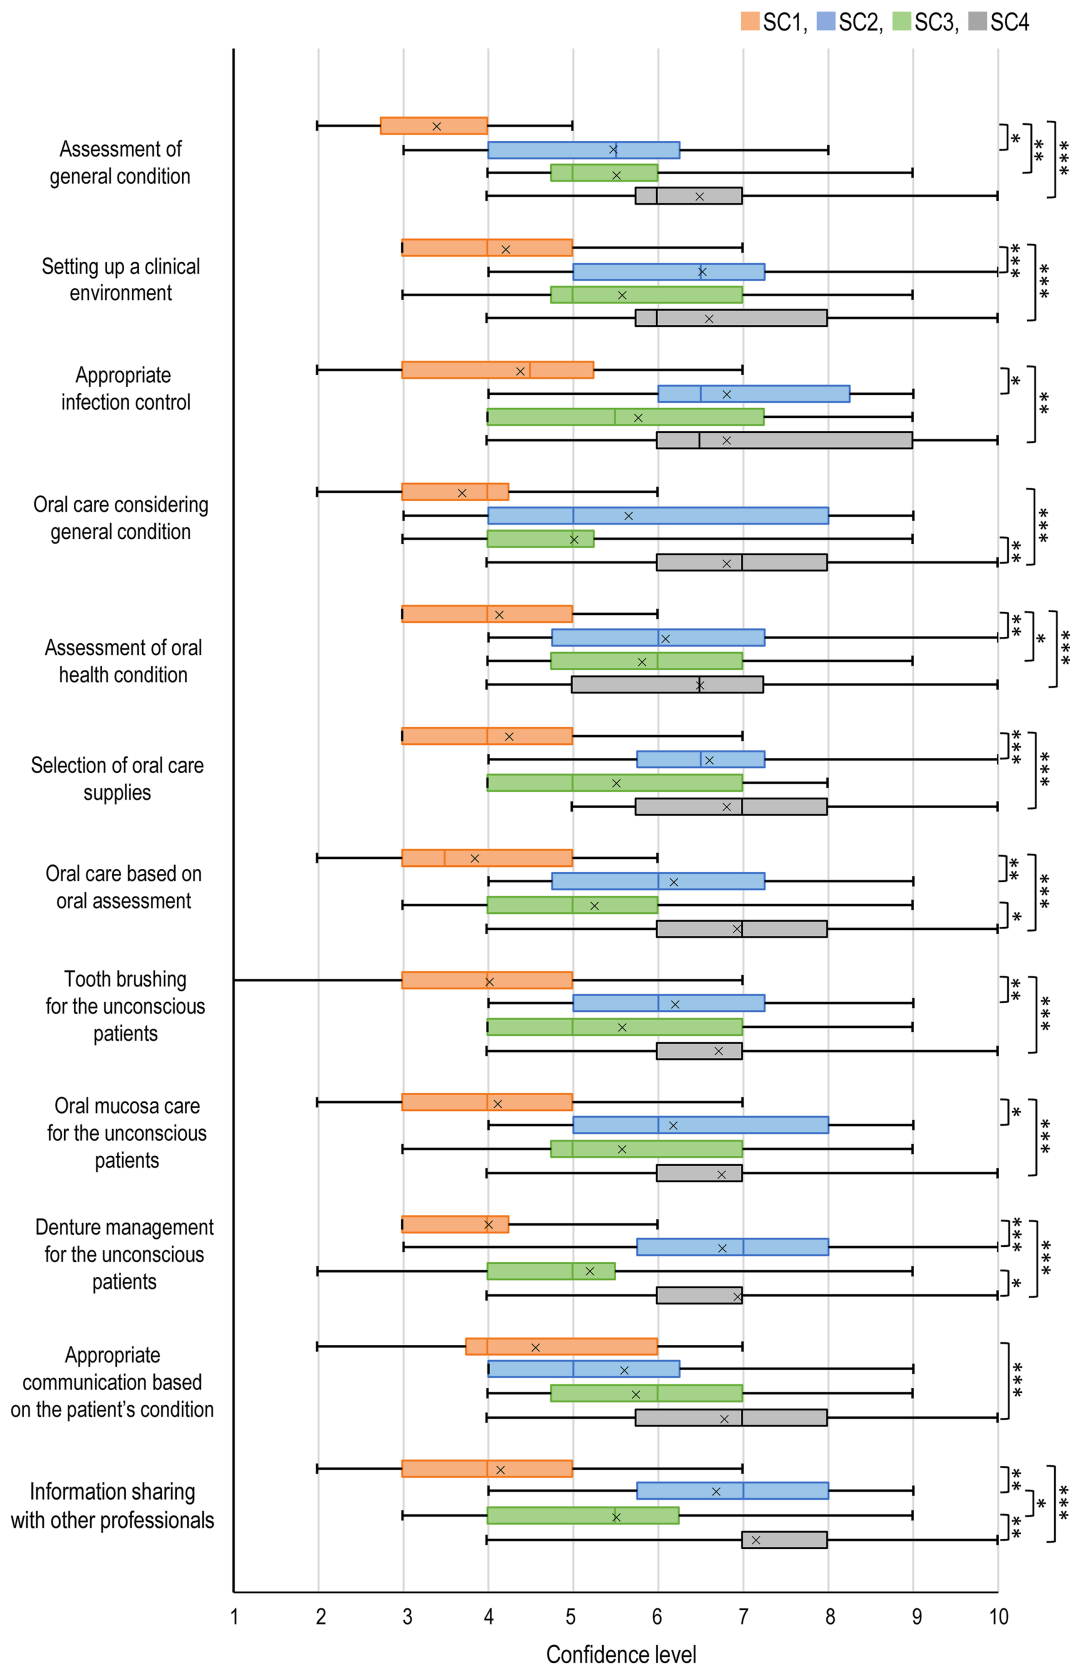 SC1, SC2, SC3, SC4
Assessment of
general condition
*
**
***
Setting up a clinical
environment
***
***
Appropriate
infection control
*
**
Oral care considering
general condition
***
**
Assessment of oral
health condition
**
*
***
Selection of oral care
supplies
***
***
Oral care based on
oral assessment
**
***
*
Tooth brushing
for the unconscious
patients
**
***
Oral mucosa care
for the unconscious
patients
*
***
Denture management
for the unconscious
patients
***
***
*
Appropriate
communication based
on the patient's condition
***
Information sharing
with other professionals
**
*
***
**
1 2 3 4 5 6 7 8 9 10
Confidence level